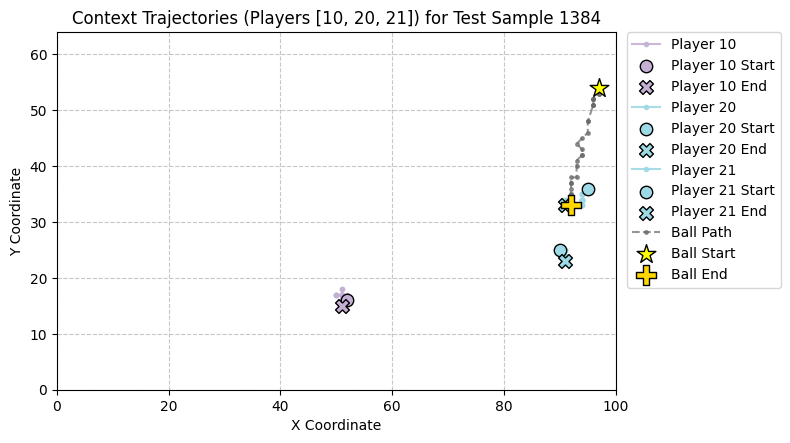 Context Trajectories (Players [10, 20, 21]) for Test Sample 1384
Y Coordinate
60
50
40
30
20
10
0
0 20 40 60 80 100
X Coordinate
Player 10
Player 10 Start
Player 10 End
Player 20
Player 20 Start
Player 20 End
Player 21
Player 21 Start
Player 21 End
Ball Path
Ball Start
Ball End